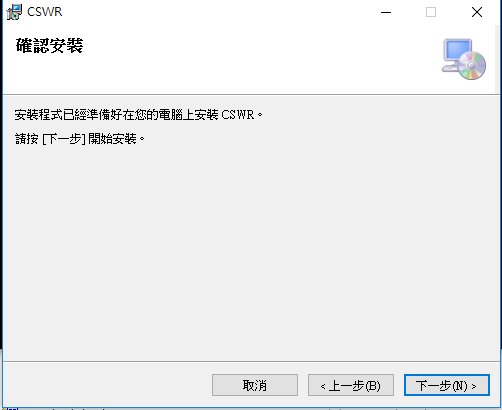 CSWR
確認安裝
安裝程式已經準備好在您的電腦上安裝 CSWR。
請按 [下一步] 開始安裝。
取消
< 上一步(B)
下一步(N) >